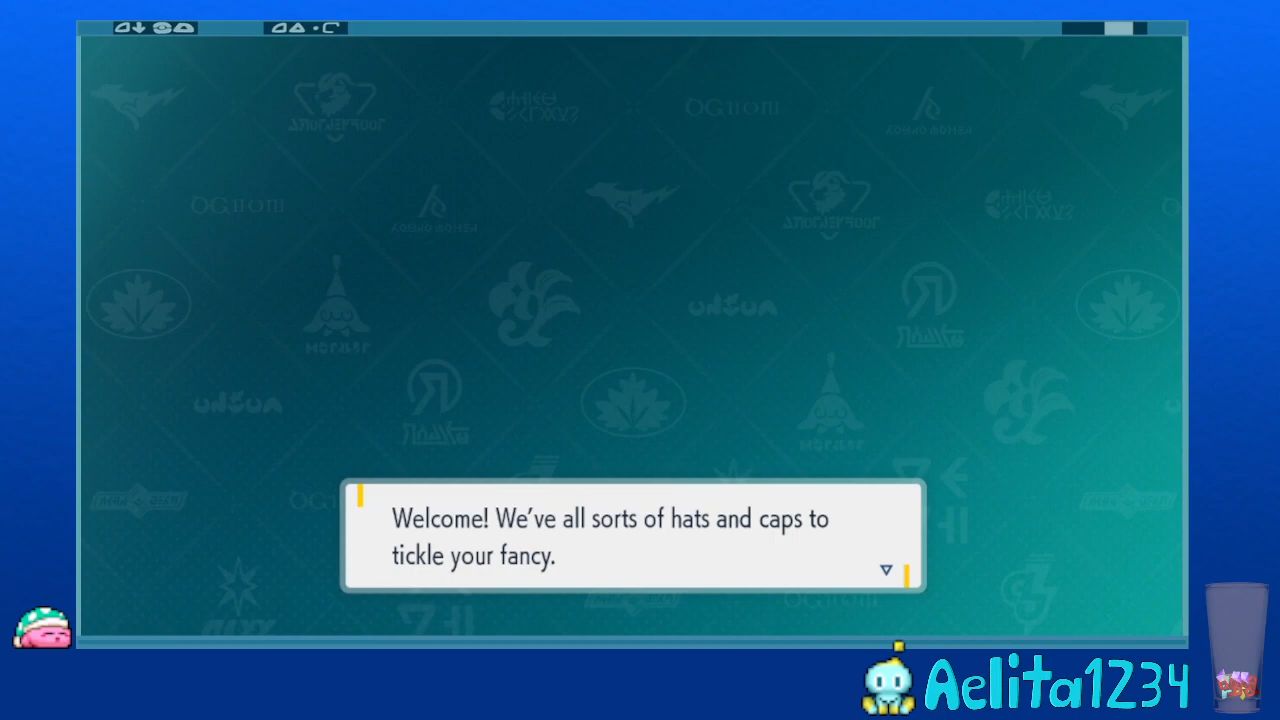 Welcome! We've all sorts of hats and caps to
tickle your fancy.
Aelita1234